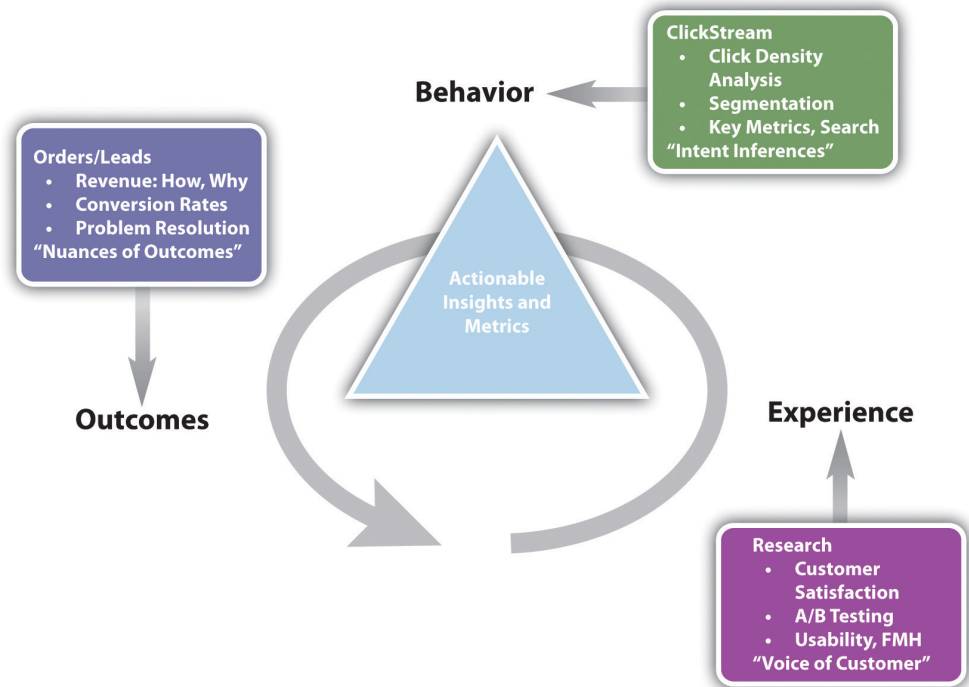 ClickStream
• Click Density
Analysis
• Segmentation
• Key Metrics, Search
“Intent Inferences”
Behavior
Orders/Leads
• Revenue: How, Why
• Conversion Rates
• Problem Resolution
“Nuances of Outcomes”
Actionable
Insights and
Metrics
Outcomes
Experience
Research
• Customer
Satisfaction
• A/B Testing
• Usability, FMH
“Voice of Customer”